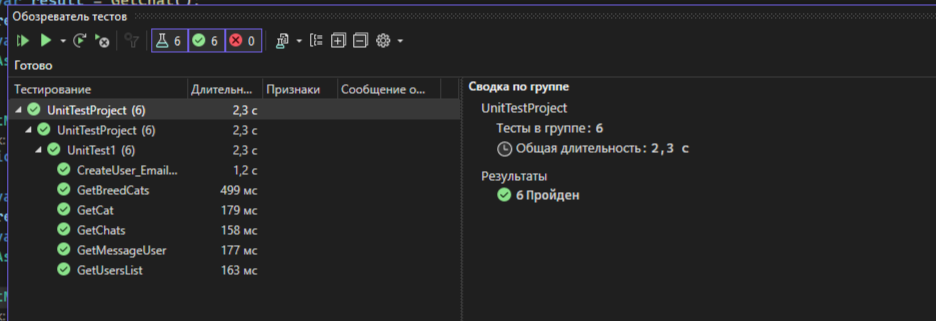 Обозреватель тестов
6 6 0
Готово
Тестирование Длительн... Признаки Сообщение о...
UnitTestProject (6) 2,3 с
UnitTestProject (6) 2,3 с
UnitTest1 (6) 2,3 с
CreateUser_Email... 1,2 с
GetBreedCats 499 мс
GetCat 179 мс
GetChats 158 мс
GetMessageUser 177 мс
GetUsersList 163 мс
Сводка по группе
UnitTestProject
Тесты в группе: 6
Общая длительность: 2,3 с
Результаты
6 Пройден